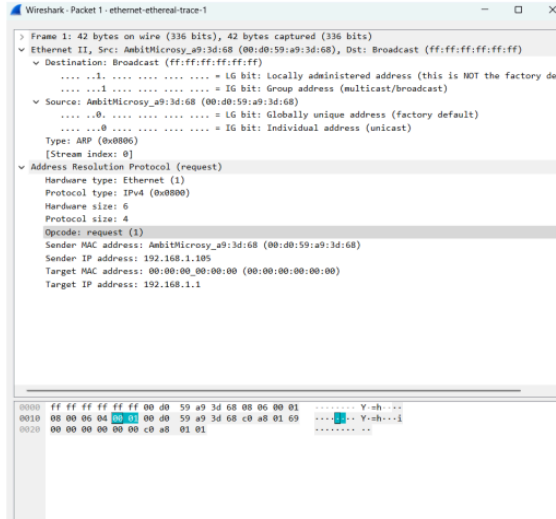 Wireshark · Packet 1 · ethernet-ethereal-trace-1
Frame 1: 42 bytes on wire (336 bits), 42 bytes captured (336 bits)
Ethernet II, Src: AmbitMicrosy_a9:3d:68 (00:d0:59:a9:3d:68), Dst: Broadcast (ff:ff:ff:ff:ff:ff)
Destination: Broadcast (ff:ff:ff:ff:ff:ff)
.... ..1. .... .... .... .... = LG bit: Locally administered address (this is NOT the factory de
.... ...1 .... .... .... .... = IG bit: Group address (multicast/broadcast)
Source: AmbitMicrosy_a9:3d:68 (00:d0:59:a9:3d:68)
.... ..0. .... .... .... .... = LG bit: Globally unique address (factory default)
.... ...0 .... .... .... .... = IG bit: Individual address (unicast)
Type: ARP (0x0806)
[Stream index: 0]
Address Resolution Protocol (request)
Hardware type: Ethernet (1)
Protocol type: IPv4 (0x0800)
Hardware size: 6
Protocol size: 4
Opcode: request (1)
Sender MAC address: AmbitMicrosy_a9:3d:68 (00:d0:59:a9:3d:68)
Sender IP address: 192.168.1.105
Target MAC address: 00:00:00_00:00:00 (00:00:00:00:00:00)
Target IP address: 192.168.1.1
0000 ff ff ff ff ff ff 00 d0 59 a9 3d 68 08 06 00 01 ········ Y·=h····
0010 08 00 06 04 00 01 00 d0 59 a9 3d 68 c0 a8 01 69 ········ Y·=h···i
0020 00 00 00 00 00 00 c0 a8 01 01 ········ ··